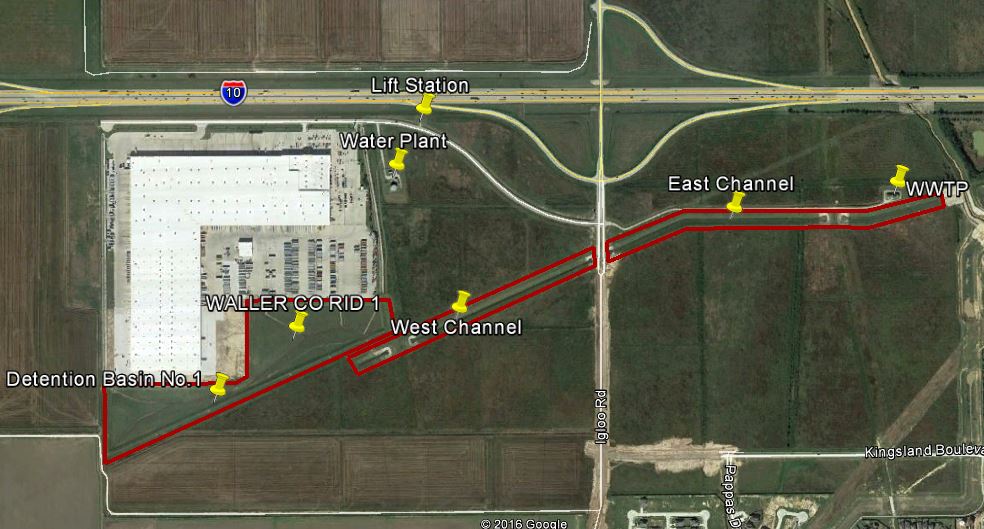 Lift Station
10
Water Plant
East Channel
WWTP
WALLER CO RID 1
West Channel
Detention Basin No.1
Igloo Rd
Kingsland Bouleva
Pappas D
© 2016 Google